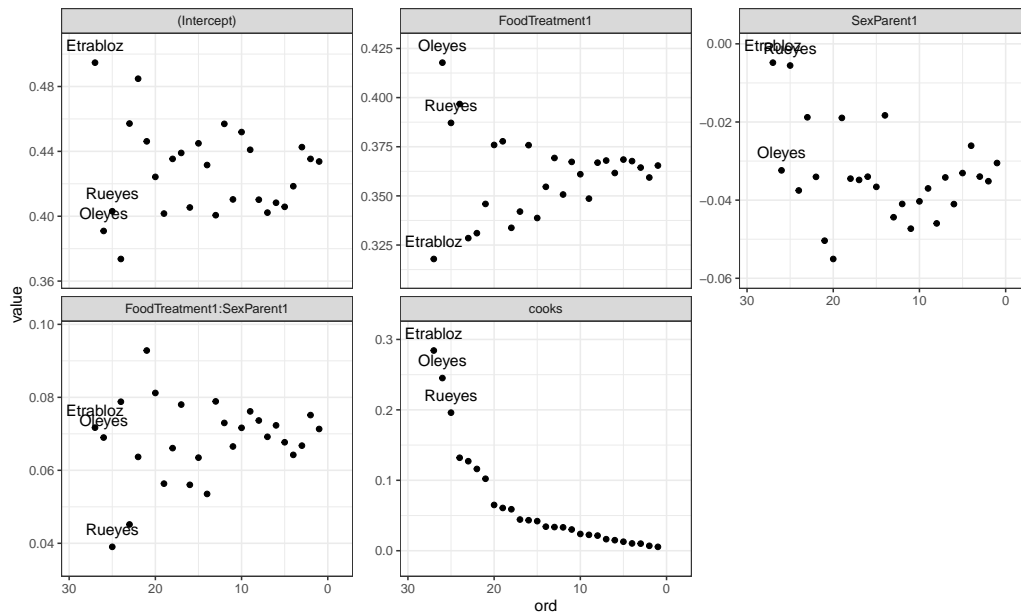 (Intercept)
FoodTreatment1
SexParent1
Etrabloz
Rueyes
Oleyes
0.48
0.44
0.40
0.36
Oleyes
Rueyes
Etrabloz
0.425
0.400
0.375
0.350
0.325
Etrabloz
Rueyes
Oleyes
0.00
−0.02
−0.04
−0.06
30 20 10 0
FoodTreatment1:SexParent1
cooks
Etrabloz
Oleyes
Rueyes
0.10
0.08
0.06
0.04
30 20 10 0
Etrabloz
Oleyes
Rueyes
0.3
0.2
0.1
0.0
30 20 10 0
value
ord